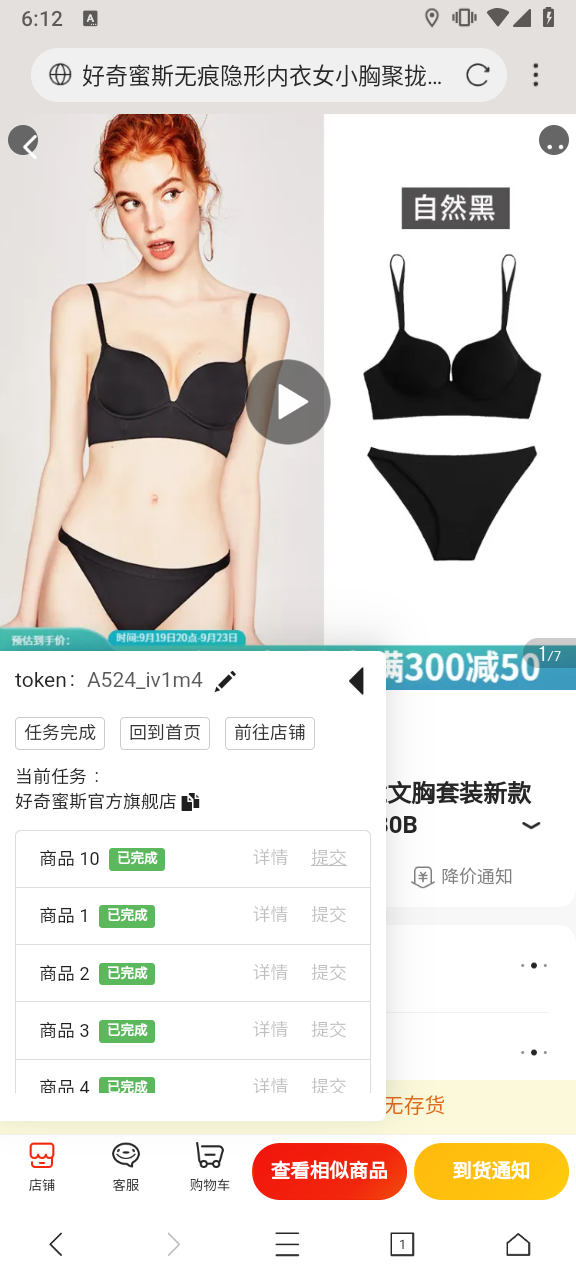 6:12
A
好奇蜜斯无痕隐形内衣女小胸聚拢...
自然黑
预估到手价：
时间:9月19日20点-9月23日
满300减50
1/7
token： A524_iv1m4
任务完成 回到首页 前往店铺
当前任务：
好奇蜜斯官方旗舰店
文胸套装新款
30B
降价通知
商品 10 已完成 详情 提交
商品 1 已完成 详情 提交
商品 2 已完成 详情 提交
商品 3 已完成 详情 提交
商品 4 已完成 详情 提交
无存货
店铺 客服 购物车 查看相似商品 到货通知
1